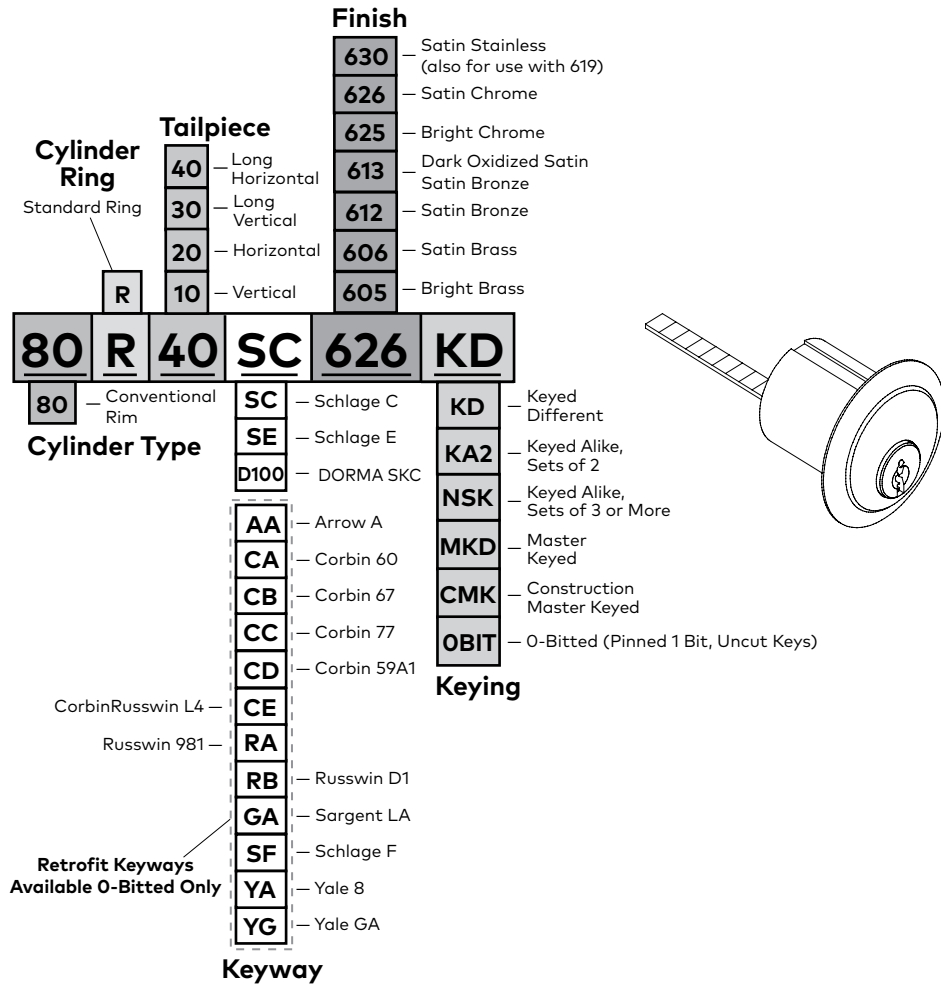 Finish
630 — Satin Stainless
(also for use with 619)
626 — Satin Chrome
625 — Bright Chrome
613 — Dark Oxidized Satin
Satin Bronze
612 — Satin Bronze
606 — Satin Brass
605 — Bright Brass
Tailpiece
40 — Long
Horizontal
30 — Long
Vertical
20 — Horizontal
10 — Vertical
Cylinder
Ring
Standard Ring
R
80 R 40 SC 626 KD
80 — Conventional
Rim
Cylinder Type
SC — Schlage C
SE — Schlage E
D100 — DORMA SKC
AA — Arrow A
CA — Corbin 60
CB — Corbin 67
CC — Corbin 77
CD — Corbin 59A1
CorbinRusswin L4 — CE
Russwin 981 — RA
RB — Russwin D1
GA — Sargent LA
SF — Schlage F
YA — Yale 8
YG — Yale GA
Retrofit Keyways
Available 0-Bitted Only
Keyway
KD — Keyed
Different
KA2 — Keyed Alike,
Sets of 2
NSK — Keyed Alike,
Sets of 3 or More
MKD — Master
Keyed
CMK — Construction
Master Keyed
0BIT — 0-Bitted (Pinned 1 Bit, Uncut Keys)
Keying